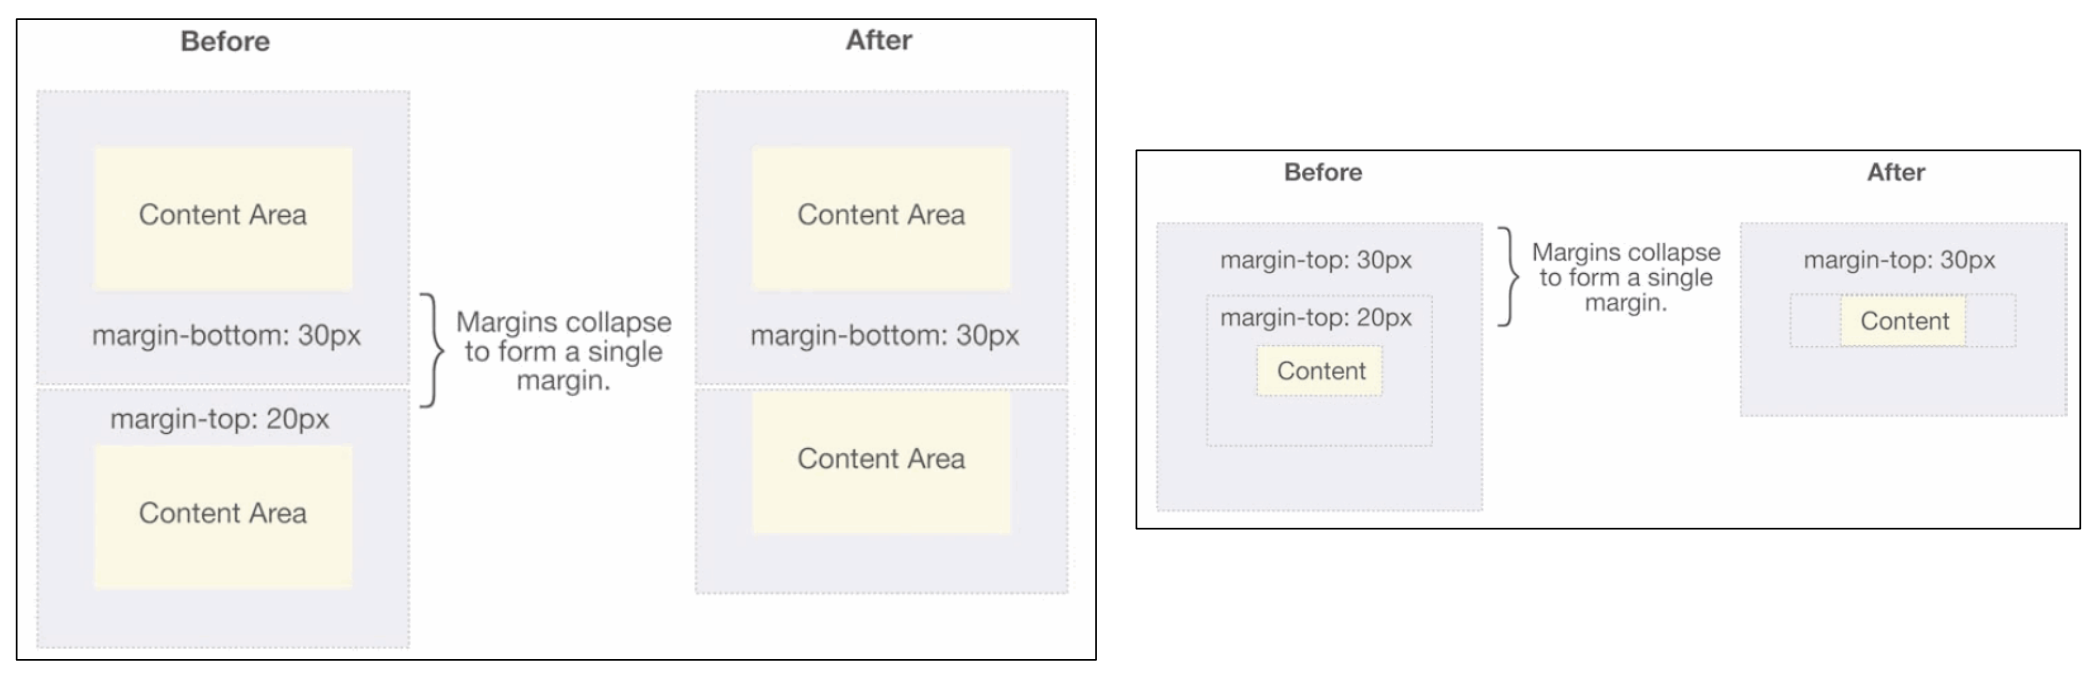 Before
After
Content Area
Content Area
margin-bottom: 30px
Margins collapse
to form a single
margin.
margin-bottom: 30px
margin-top: 20px
Content Area
Content Area
Before
After
margin-top: 30px
Margins collapse
to form a single
margin.
margin-top: 30px
margin-top: 20px
Content
Content